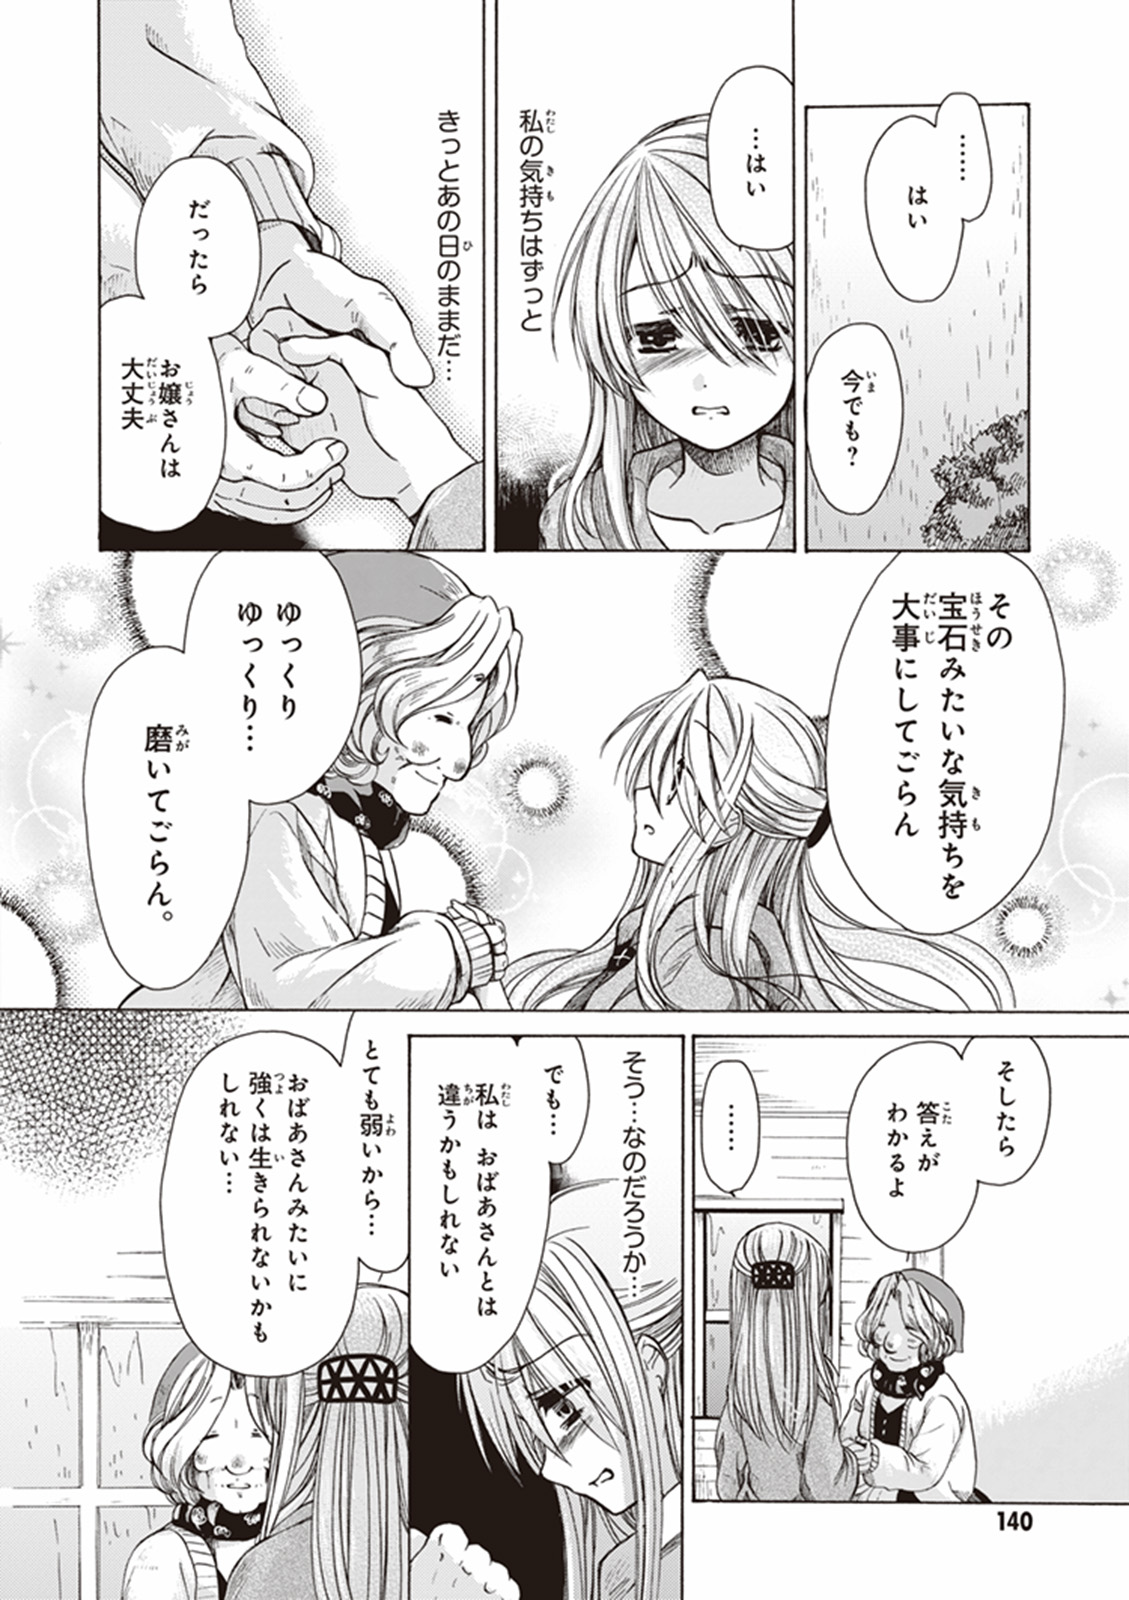 ……
はい
今でも？
…はい
私の気持ちはずっと
きっとあの日のままだ…
だったら
お嬢さんは
大丈夫
その
宝石みたいな気持ちを
大事にしてごらん
ゆっくり
ゆっくり…
磨いてごらん。
そしたら
答えが
わかるよ
……
そう…なのだろうか…
でも…
私は おばあさんとは
違うかもしれない
とても弱いから…
おばあさんみたいに
強くは生きられないかも
しれない…
140